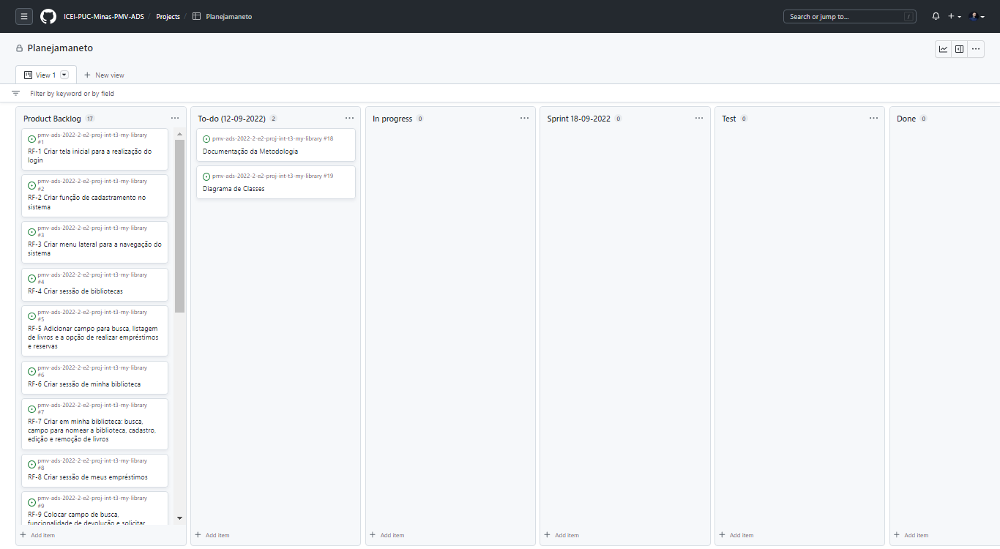 ICEI-PUC-Minas-PMV-ADS / Projects / Planejamaneto
Search or jump to... /
Planejamaneto
View 1
New view
Filter by keyword or by field
Product Backlog 17
pmv-ads-2022-2-e2-proj-int-t3-my-library
#1
RF-1 Criar tela inicial para a realização do
login
pmv-ads-2022-2-e2-proj-int-t3-my-library
#2
RF-2 Criar função de cadastramento no
sistema
pmv-ads-2022-2-e2-proj-int-t3-my-library
#3
RF-3 Criar menu lateral para a navegação do
sistema
pmv-ads-2022-2-e2-proj-int-t3-my-library
#4
RF-4 Criar sessão de bibliotecas
pmv-ads-2022-2-e2-proj-int-t3-my-library
#5
RF-5 Adicionar campo para busca, listagem
de livros e a opção de realizar empréstimos
e reservas
pmv-ads-2022-2-e2-proj-int-t3-my-library
#6
RF-6 Criar sessão de minha biblioteca
pmv-ads-2022-2-e2-proj-int-t3-my-library
#7
RF-7 Criar em minha biblioteca: busca,
campo para nomear a biblioteca, cadastro,
edição e remoção de livros
pmv-ads-2022-2-e2-proj-int-t3-my-library
#8
RF-8 Criar sessão de meus empréstimos
pmv-ads-2022-2-e2-proj-int-t3-my-library
#9
RF-9 Colocar campo de busca,
funcionalidade de devolução e solicitar
Add item
To-do (12-09-2022) 2
pmv-ads-2022-2-e2-proj-int-t3-my-library #18
Documentação da Metodologia
pmv-ads-2022-2-e2-proj-int-t3-my-library #19
Diagrama de Classes
Add item
In progress 0
Add item
Sprint 18-09-2022 0
Add item
Test 0
Add item
Done 0
Add item